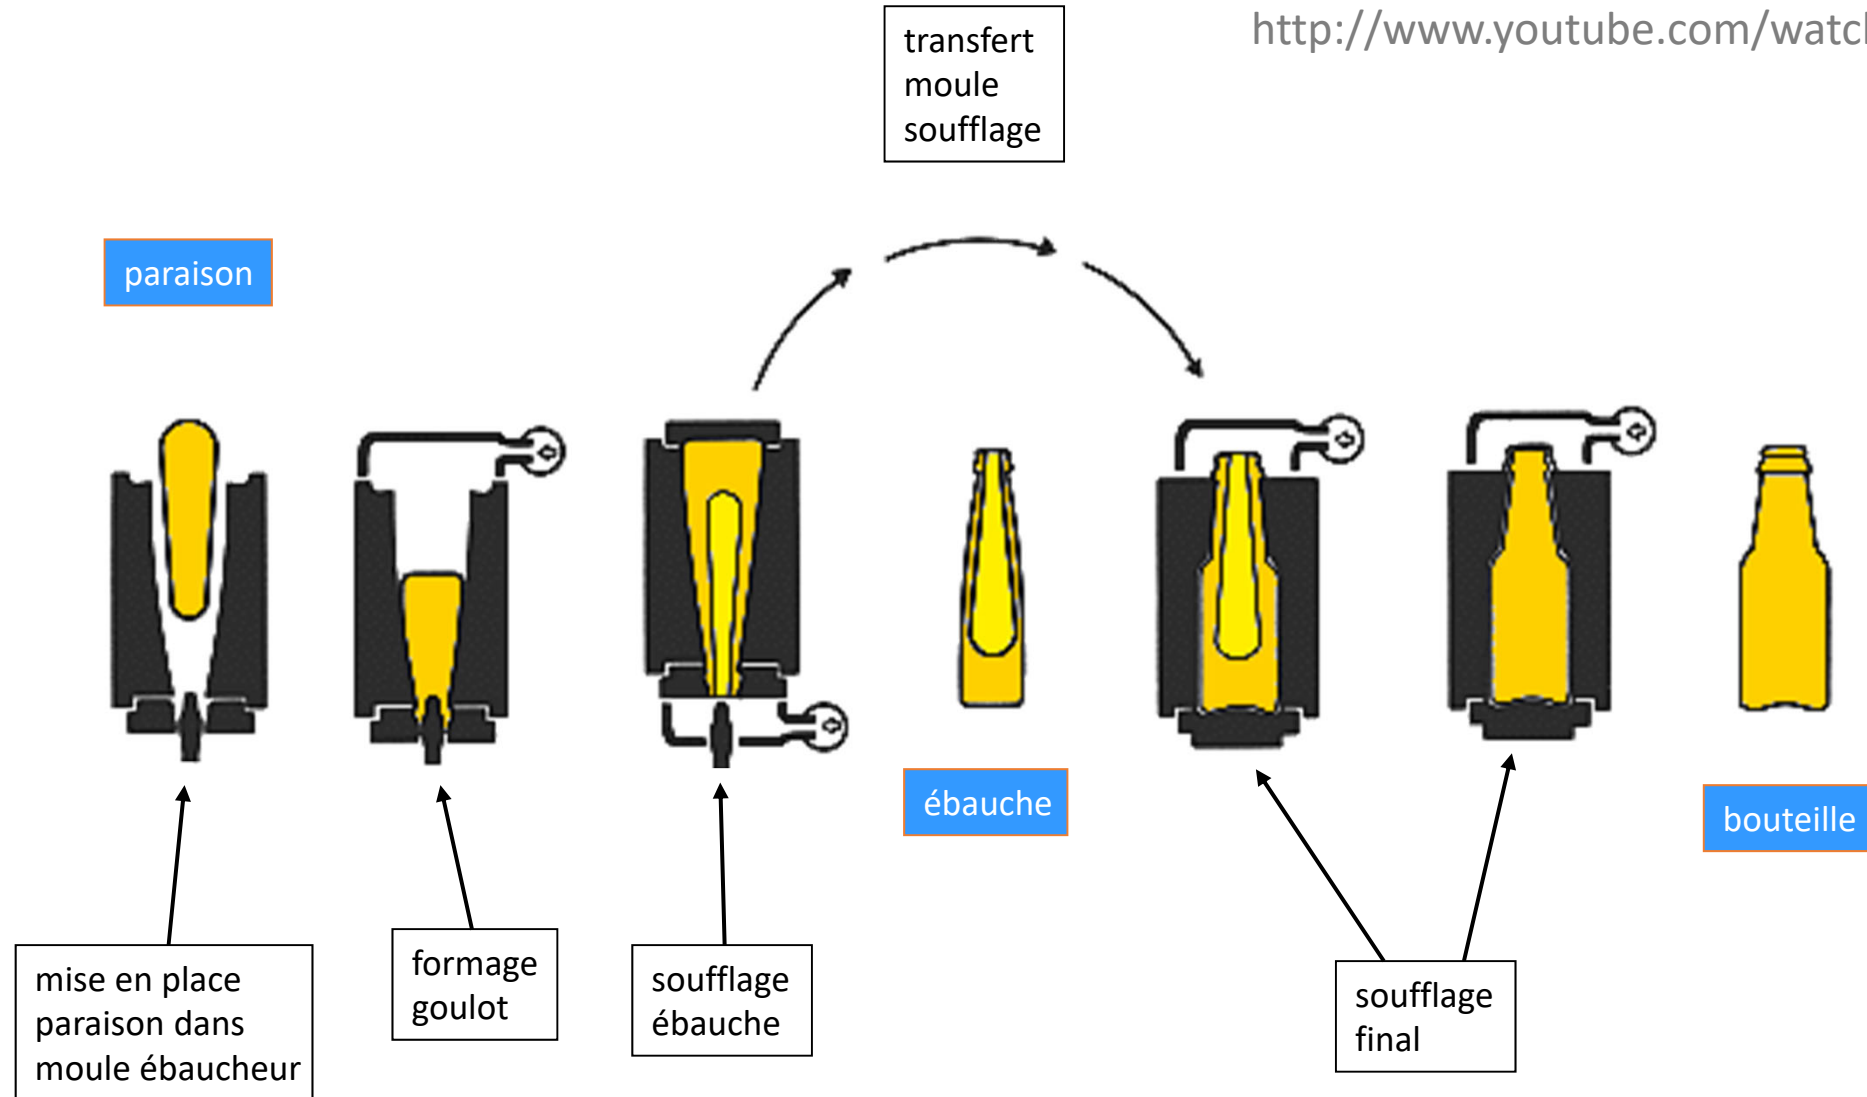 http://www.youtube.com/watch
transfert
moule
soufflage
paraison
ébauche
bouteille
mise en place
paraison dans
moule ébaucheur
formage
goulot
soufflage
ébauche
soufflage
final